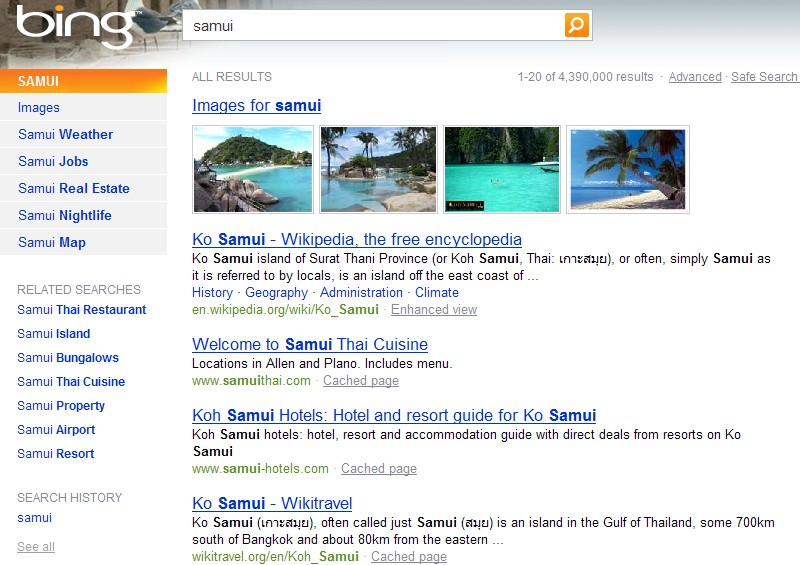 bing™
samui
SAMUI
Images
Samui Weather
Samui Jobs
Samui Real Estate
Samui Nightlife
Samui Map
RELATED SEARCHES
Samui Thai Restaurant
Samui Island
Samui Bungalows
Samui Thai Cuisine
Samui Property
Samui Airport
Samui Resort
SEARCH HISTORY
samui
See all
ALL RESULTS
1-20 of 4,390,000 results · Advanced · Safe Search
Images for samui
Ko Samui - Wikipedia, the free encyclopedia
Ko Samui island of Surat Thani Province (or Koh Samui, Thai: เกาะสมุย), or often, simply Samui as
it is referred to by locals, is an island off the east coast of ...
History · Geography · Administration · Climate
en.wikipedia.org/wiki/Ko_Samui · Enhanced view
Welcome to Samui Thai Cuisine
Locations in Allen and Plano. Includes menu.
www.samuithai.com · Cached page
Koh Samui Hotels: Hotel and resort guide for Ko Samui
Koh Samui hotels: hotel, resort and accommodation guide with direct deals from resorts on Ko
Samui
www.samui-hotels.com · Cached page
Ko Samui - Wikitravel
Ko Samui (เกาะสมุย), often called just Samui (สมุย) is an island in the Gulf of Thailand, some 700km
south of Bangkok and about 80km from the eastern ...
wikitravel.org/en/Koh_Samui · Cached page